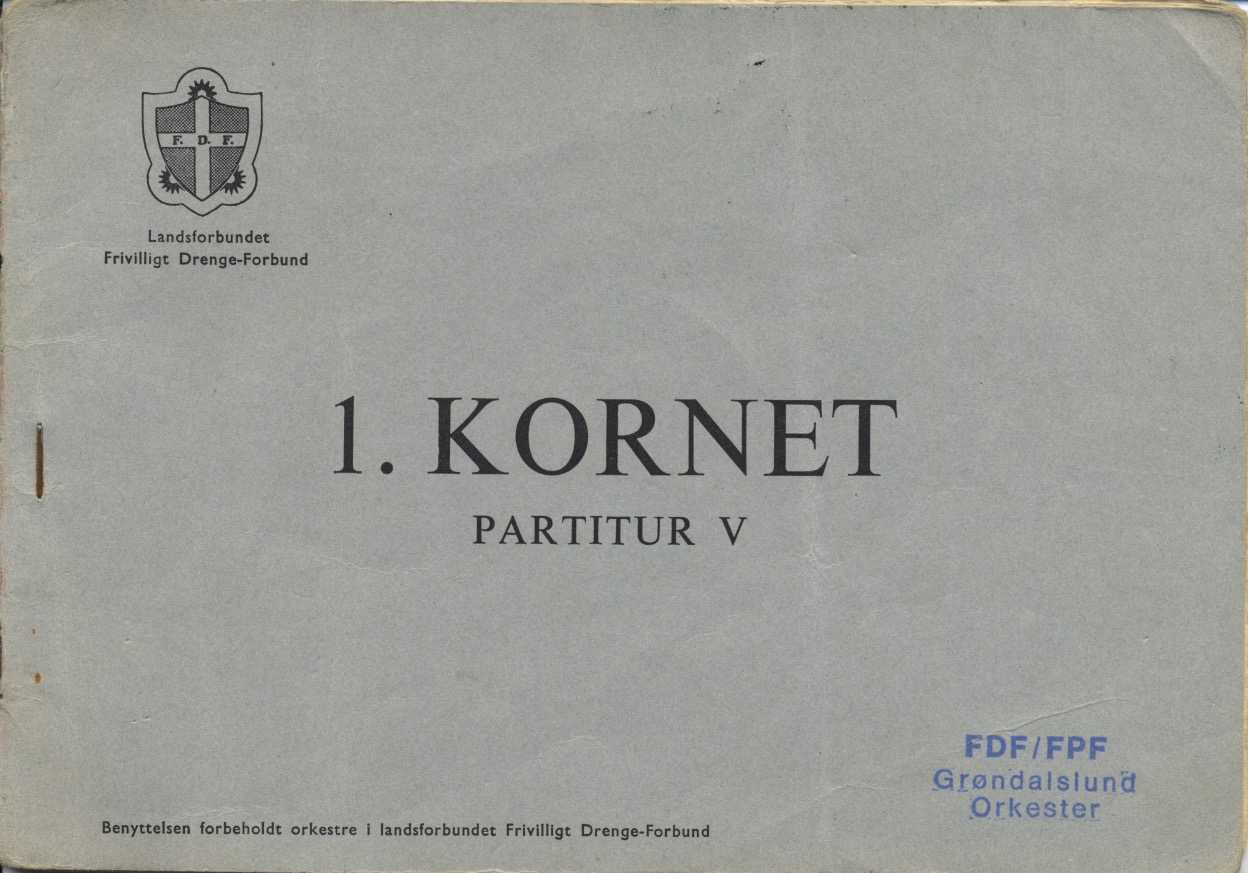 F. D. F.
Landsforbundet
Frivilligt Drenge-Forbund
1. KORNET
PARTITUR V
FDF/FPF
Grøndalslund
Orkester
Benyttelsen forbeholdt orkestre i landsforbundet Frivilligt Drenge-Forbund